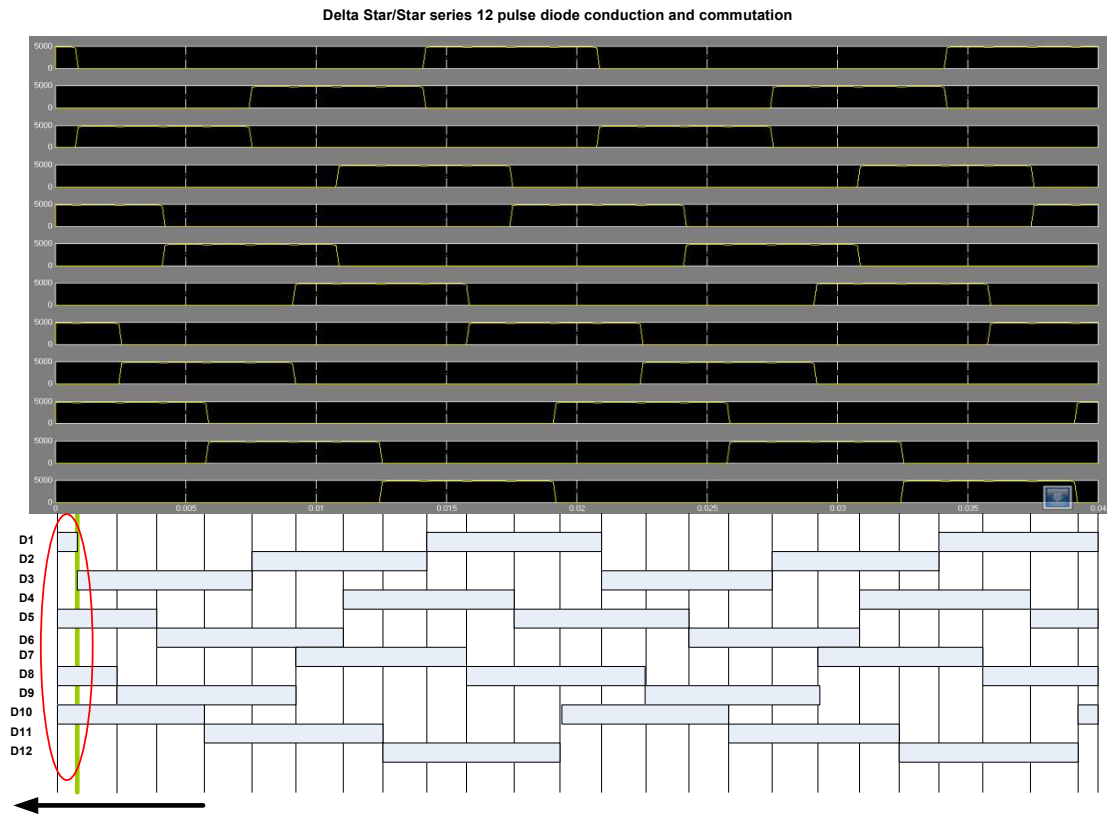 Delta Star/Star series 12 pulse diode conduction and commutation
5000
0
5000
0
5000
0
5000
0
5000
0
5000
0
5000
0
5000
0
5000
0
5000
0
5000
0
5000
0
0 0.005 0.01 0.015 0.02 0.025 0.03 0.035 0.04
D1
D2
D3
D4
D5
D6
D7
D8
D9
D10
D11
D12